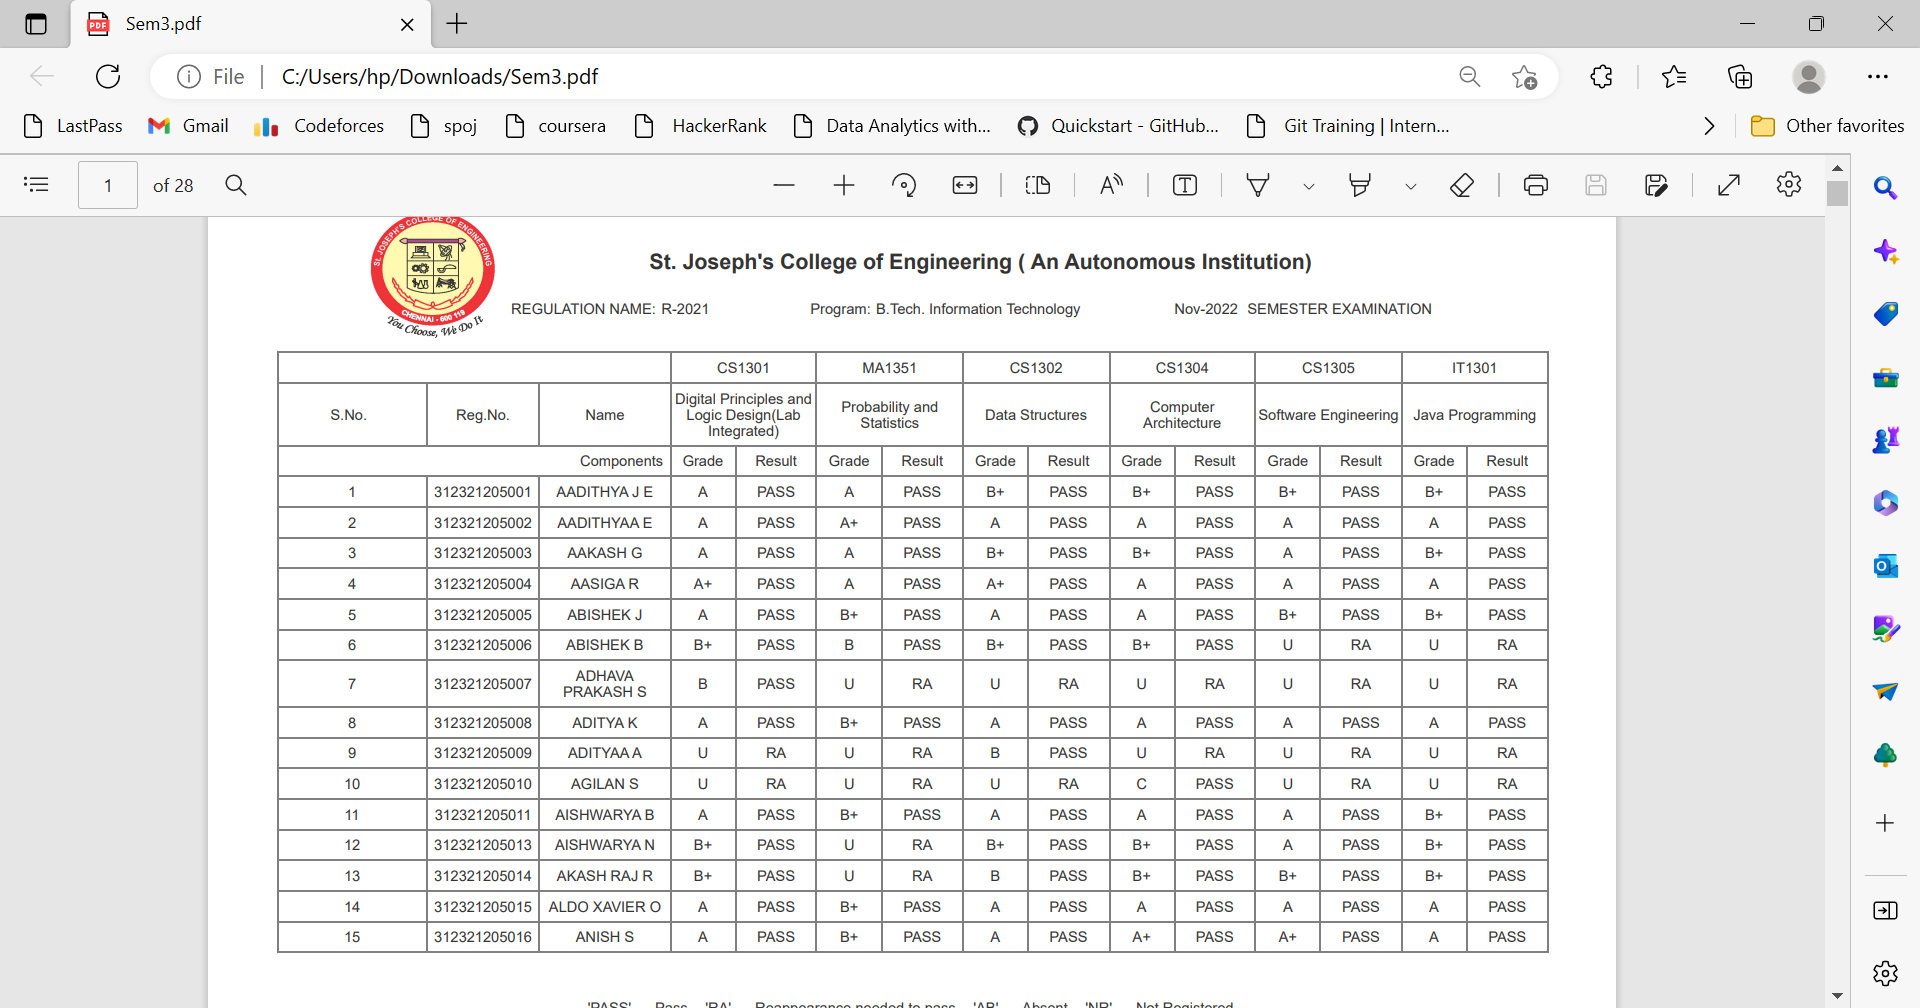 Sem3.pdf
File C:/Users/hp/Downloads/Sem3.pdf
LastPass Gmail Codeforces spoj coursera HackerRank Data Analytics with... Quickstart - GitHub... Git Training | Intern... Other favorites
1 of 28
ST. JOSEPH'S COLLEGE OF ENGINEERING
CHENNAI - 600 119
You Choose, We Do It
St. Joseph's College of Engineering ( An Autonomous Institution)
REGULATION NAME: R-2021 Program: B.Tech. Information Technology Nov-2022 SEMESTER EXAMINATION
CS1301 MA1351 CS1302 CS1304 CS1305 IT1301
S.No. Reg.No. Name Digital Principles and Logic Design(Lab Integrated) Probability and Statistics Data Structures Computer Architecture Software Engineering Java Programming
Components Grade Result Grade Result Grade Result Grade Result Grade Result Grade Result
1 312321205001 AADITHYA J E A PASS A PASS B+ PASS B+ PASS B+ PASS B+ PASS
2 312321205002 AADITHYAA E A PASS A+ PASS A PASS A PASS A PASS A PASS
3 312321205003 AAKASH G A PASS A PASS B+ PASS B+ PASS A PASS B+ PASS
4 312321205004 AASIGA R A+ PASS A PASS A+ PASS A PASS A PASS A PASS
5 312321205005 ABISHEK J A PASS B+ PASS A PASS A PASS B+ PASS B+ PASS
6 312321205006 ABISHEK B B+ PASS B PASS B+ PASS B+ PASS U RA U RA
7 312321205007 ADHAVA PRAKASH S B PASS U RA U RA U RA U RA U RA
8 312321205008 ADITYA K A PASS B+ PASS A PASS A PASS A PASS A PASS
9 312321205009 ADITYAA A U RA U RA B PASS U RA U RA U RA
10 312321205010 AGILAN S U RA U RA U RA C PASS U RA U RA
11 312321205011 AISHWARYA B A PASS B+ PASS A PASS A PASS A PASS B+ PASS
12 312321205013 AISHWARYA N B+ PASS U RA B+ PASS B+ PASS A PASS B+ PASS
13 312321205014 AKASH RAJ R B+ PASS U RA B PASS B+ PASS B+ PASS B+ PASS
14 312321205015 ALDO XAVIER O A PASS B+ PASS A PASS A PASS A PASS A PASS
15 312321205016 ANISH S A PASS B+ PASS A PASS A+ PASS A+ PASS A PASS
'PASS' Pass 'RA' Reappearance needed to pass 'AB' Absent 'NR' Not Registered